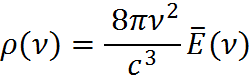 ρ(ν) = 8πν² / c³ Ē(ν)